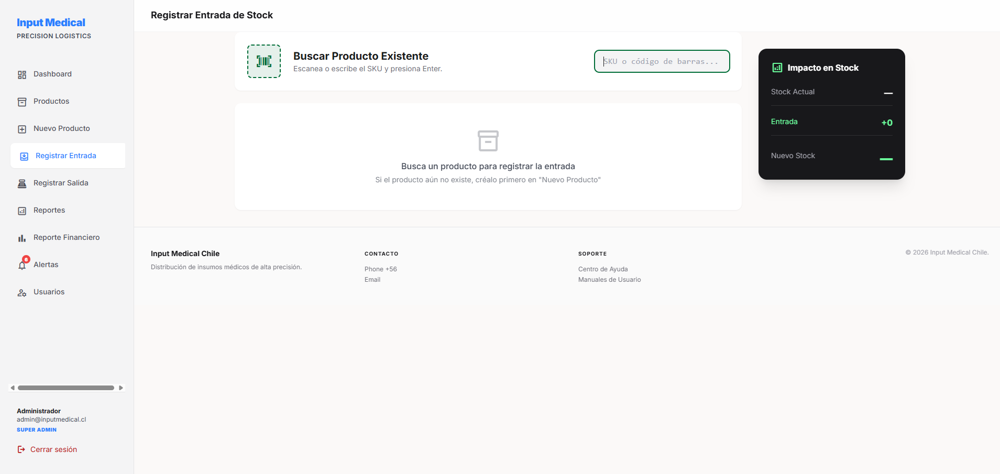 Input Medical
PRECISION LOGISTICS
Dashboard
Productos
Nuevo Producto
Registrar Entrada
Registrar Salida
Reportes
Reporte Financiero
6
Alertas
Usuarios
Administrador
admin@inputmedical.cl
SUPER ADMIN
Cerrar sesión
Registrar Entrada de Stock
Buscar Producto Existente
Escanea o escribe el SKU y presiona Enter.
SKU o código de barras...
Busca un producto para registrar la entrada
Si el producto aún no existe, créalo primero en "Nuevo Producto"
Impacto en Stock
Stock Actual —
Entrada +0
Nuevo Stock —
Input Medical Chile
Distribución de insumos médicos de alta precisión.
CONTACTO
Phone +56
Email
SOPORTE
Centro de Ayuda
Manuales de Usuario
© 2026 Input Medical Chile.